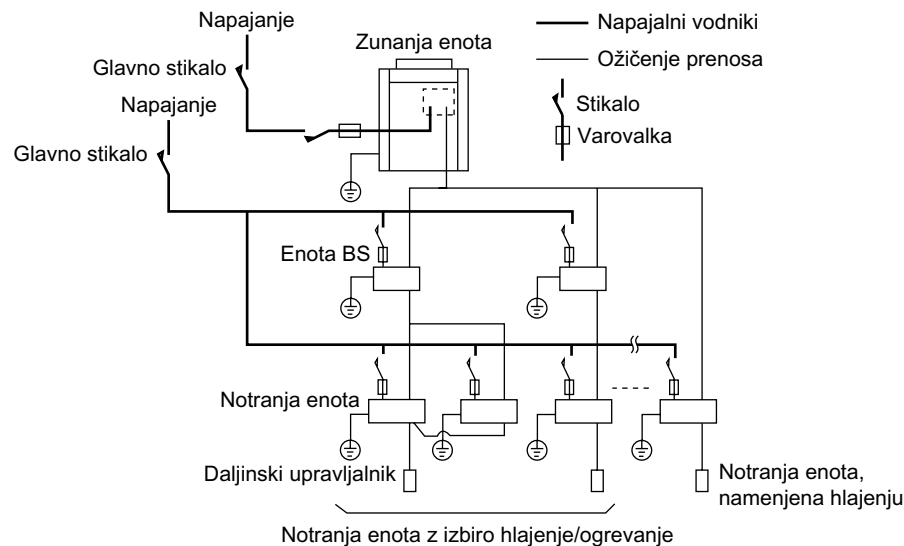 Napajanje
Zunanja enota
Glavno stikalo
Napajanje
Glavno stikalo
Napajalni vodniki
Ožičenje prenosa
Stikalo
Varovalka
Enota BS
Notranja enota
Daljinski upravljalnik
Notranja enota,
namenjena hlajenju
Notranja enota z izbiro hlajenje/ogrevanje